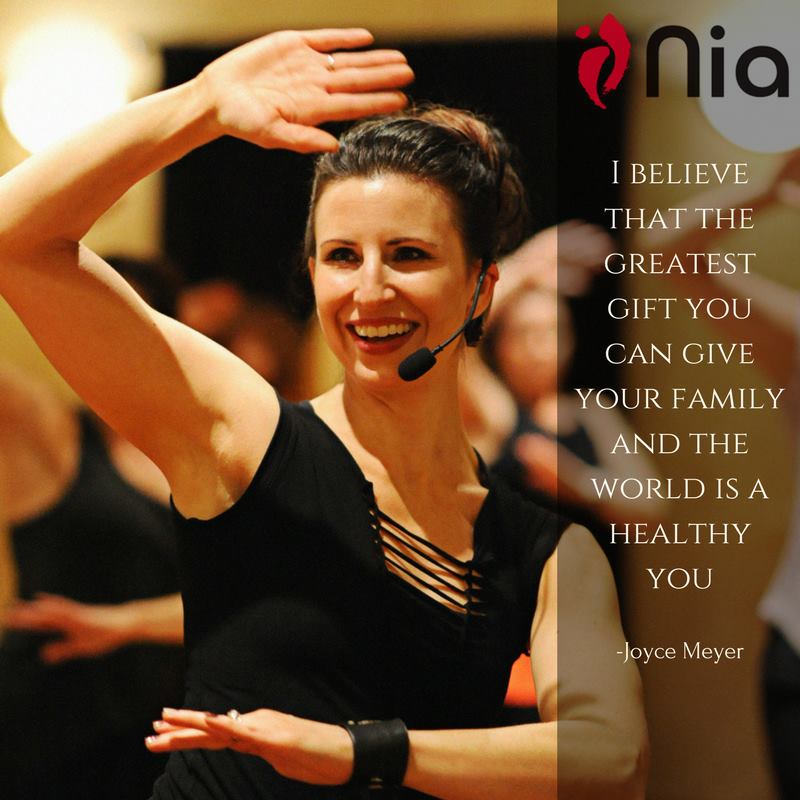 Nia
I BELIEVE
THAT THE
GREATEST
GIFT YOU
CAN GIVE
YOUR FAMILY
AND THE
WORLD IS A
HEALTHY
YOU
-Joyce Meyer